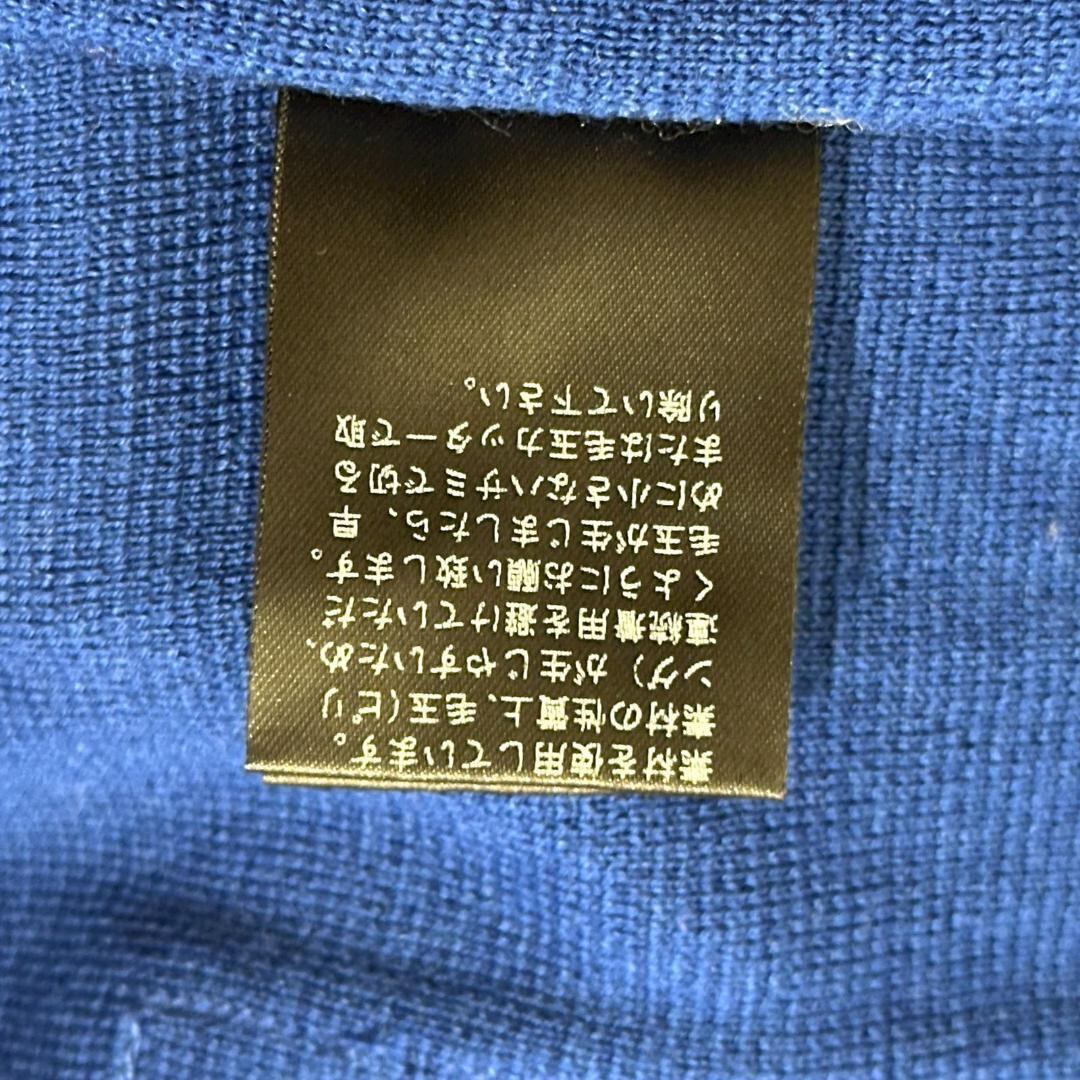 素材を使用しています。
素材の性質上、毛玉(ピリ
ング)が生じやすいため、
連続着用を避けていただ
くようにお願い致します。
毛玉が生じましたら、早
めに小さなハサミで切る
または毛玉カッターで取
り除いて下さい。